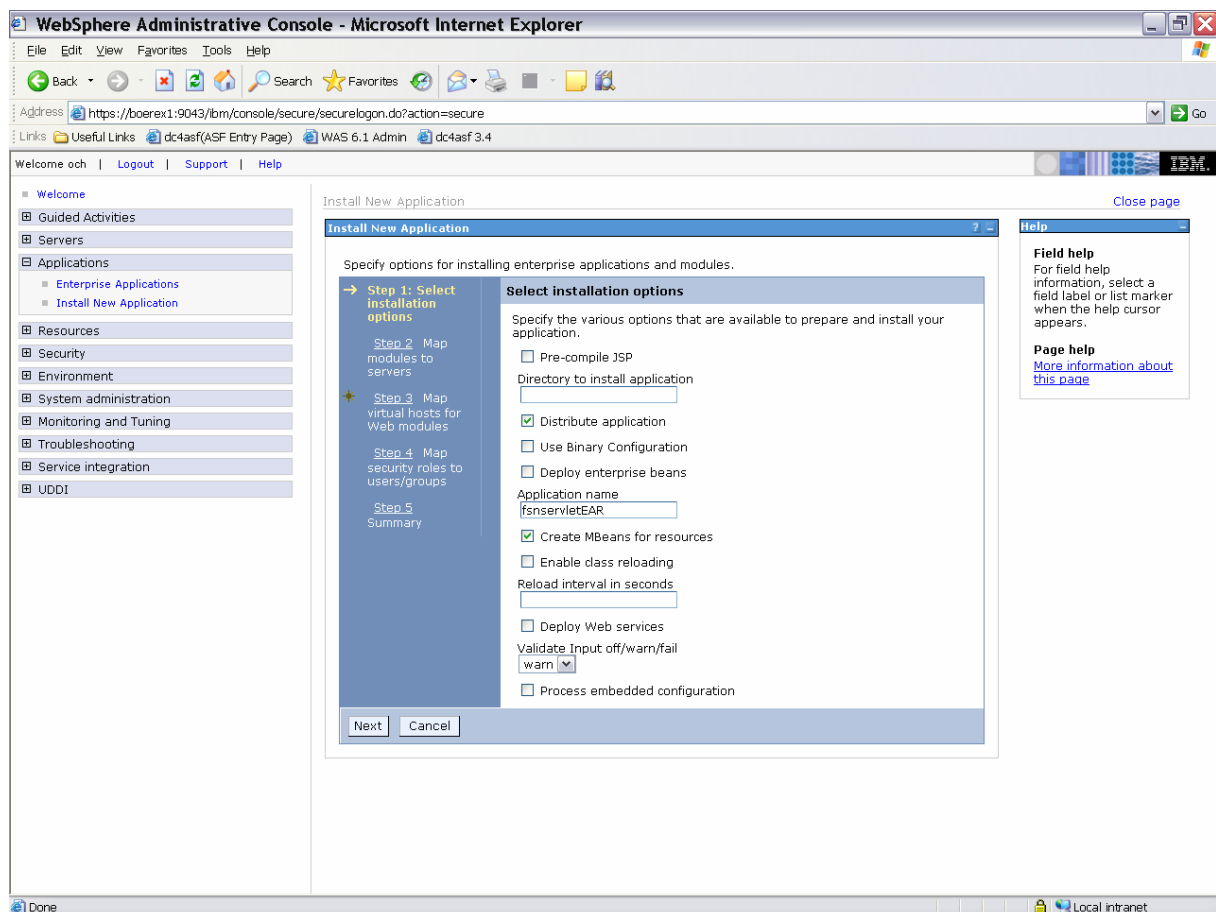 WebSphere Administrative Console - Microsoft Internet Explorer
File Edit View Favorites Tools Help
Back Search Favorites
Address https://boerex1:9043/ibm/console/secure/securelogon.do?action=secure Go
Links Useful Links dc4asf(ASF Entry Page) WAS 6.1 Admin dc4asf 3.4
Welcome och | Logout | Support | Help
IBM.
Welcome
Guided Activities
Servers
Applications
Enterprise Applications
Install New Application
Resources
Security
Environment
System administration
Monitoring and Tuning
Troubleshooting
Service integration
UDDI
Install New Application
Close page
Install New Application ? –
Specify options for installing enterprise applications and modules.
Step 1: Select
installation
options
Step 2 Map
modules to
servers
Step 3 Map
virtual hosts for
Web modules
Step 4 Map
security roles to
users/groups
Step 5
Summary
Select installation options
Specify the various options that are available to prepare and install your
application.
Pre-compile JSP
Directory to install application
Distribute application
Use Binary Configuration
Deploy enterprise beans
Application name
fsnservletEAR
Create MBeans for resources
Enable class reloading
Reload interval in seconds
Deploy Web services
Validate Input off/warn/fail
warn
Process embedded configuration
Next Cancel
Help –
Field help
For field help
information, select a
field label or list marker
when the help cursor
appears.
Page help
More information about
this page
Done
Local intranet